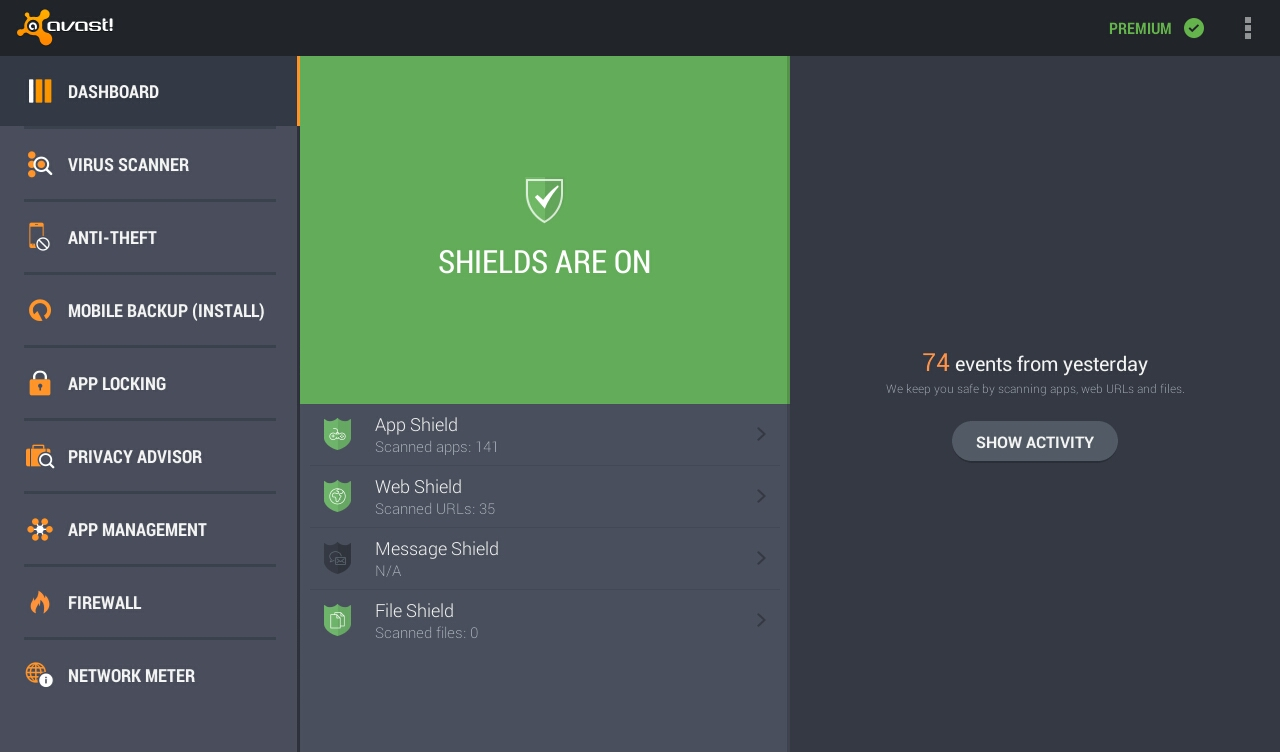 avast!
PREMIUM
DASHBOARD
VIRUS SCANNER
ANTI-THEFT
MOBILE BACKUP (INSTALL)
APP LOCKING
PRIVACY ADVISOR
APP MANAGEMENT
FIREWALL
NETWORK METER
SHIELDS ARE ON
App Shield
Scanned apps: 141
Web Shield
Scanned URLs: 35
Message Shield
N/A
File Shield
Scanned files: 0
74 events from yesterday
We keep you safe by scanning apps, web URLs and files.
SHOW ACTIVITY